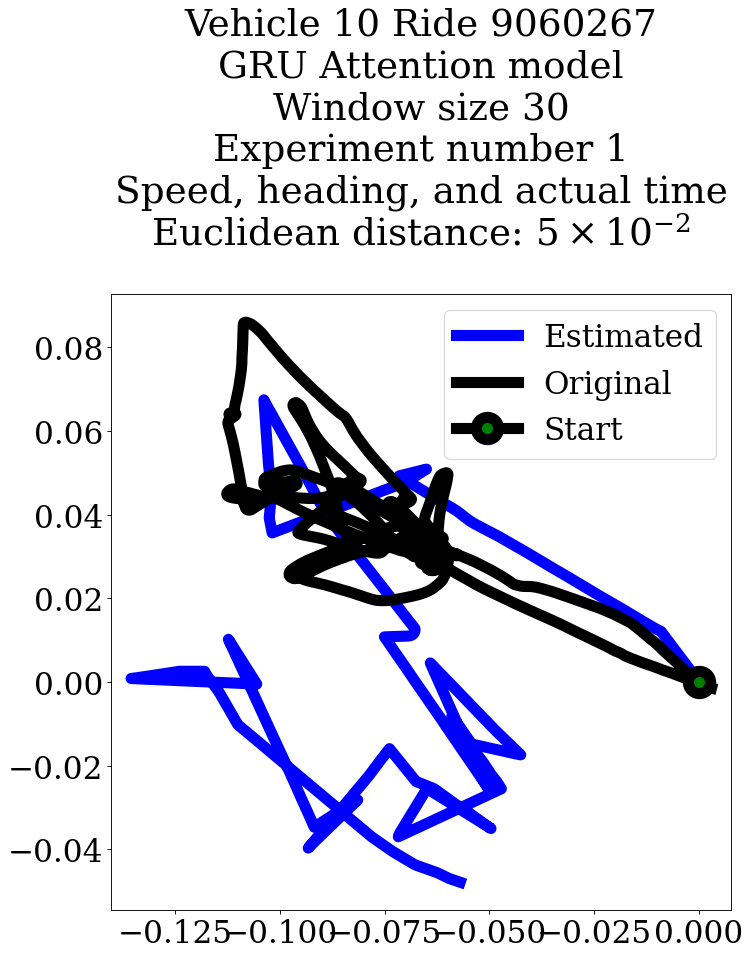 Vehicle 10 Ride 9060267
GRU Attention model
Window size 30
Experiment number 1
Speed, heading, and actual time
Euclidean distance: 5 × 10⁻²
Estimated
Original
Start
0.08
0.06
0.04
0.02
0.00
−0.02
−0.04
−0.125 −0.100 −0.075 −0.050 −0.025 0.000